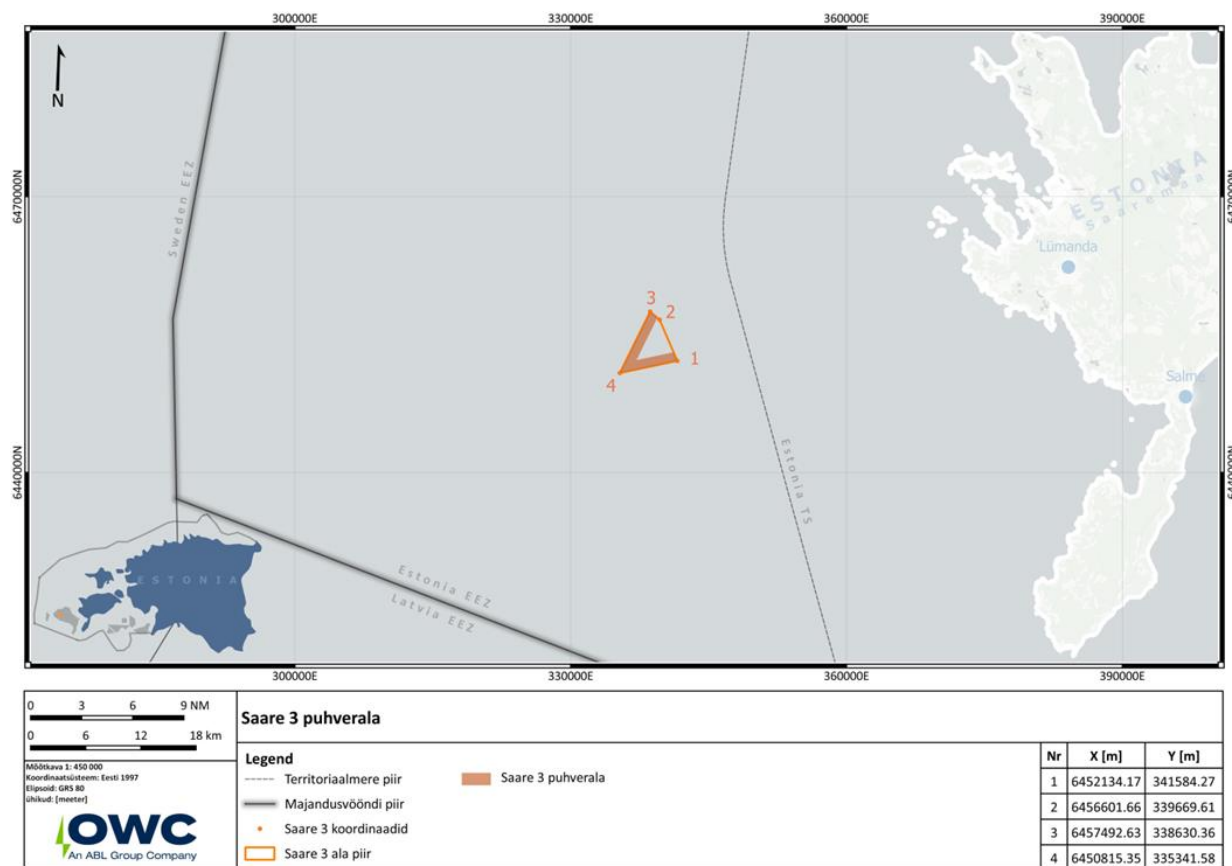 300000E 330000E 360000E 390000E
N
Sweden EEZ
ESTONIA
Saaremaa
6470000N 6470000N
Lümanda
3
2
1
4
Salme
Estonia TS
6440000N 6440000N
ESTONIA
Estonia EEZ
Latvia EEZ
300000E 330000E 360000E 390000E
0 3 6 9 NM
0 6 12 18 km
Mõõtkava 1: 450 000
Koordinaatsüsteem: Eesti 1997
Elipsoid: GRS 80
ühikud: [meeter]
OWC
An ABL Group Company
Saare 3 puhverala
Legend
Territoriaalmere piir
Saare 3 puhverala
Majandusvööndi piir
Saare 3 koordinaadid
Saare 3 ala piir
Nr X [m] Y [m]
1 6452134.17 341584.27
2 6456601.66 339669.61
3 6457492.63 338630.36
4 6450815.35 335341.58